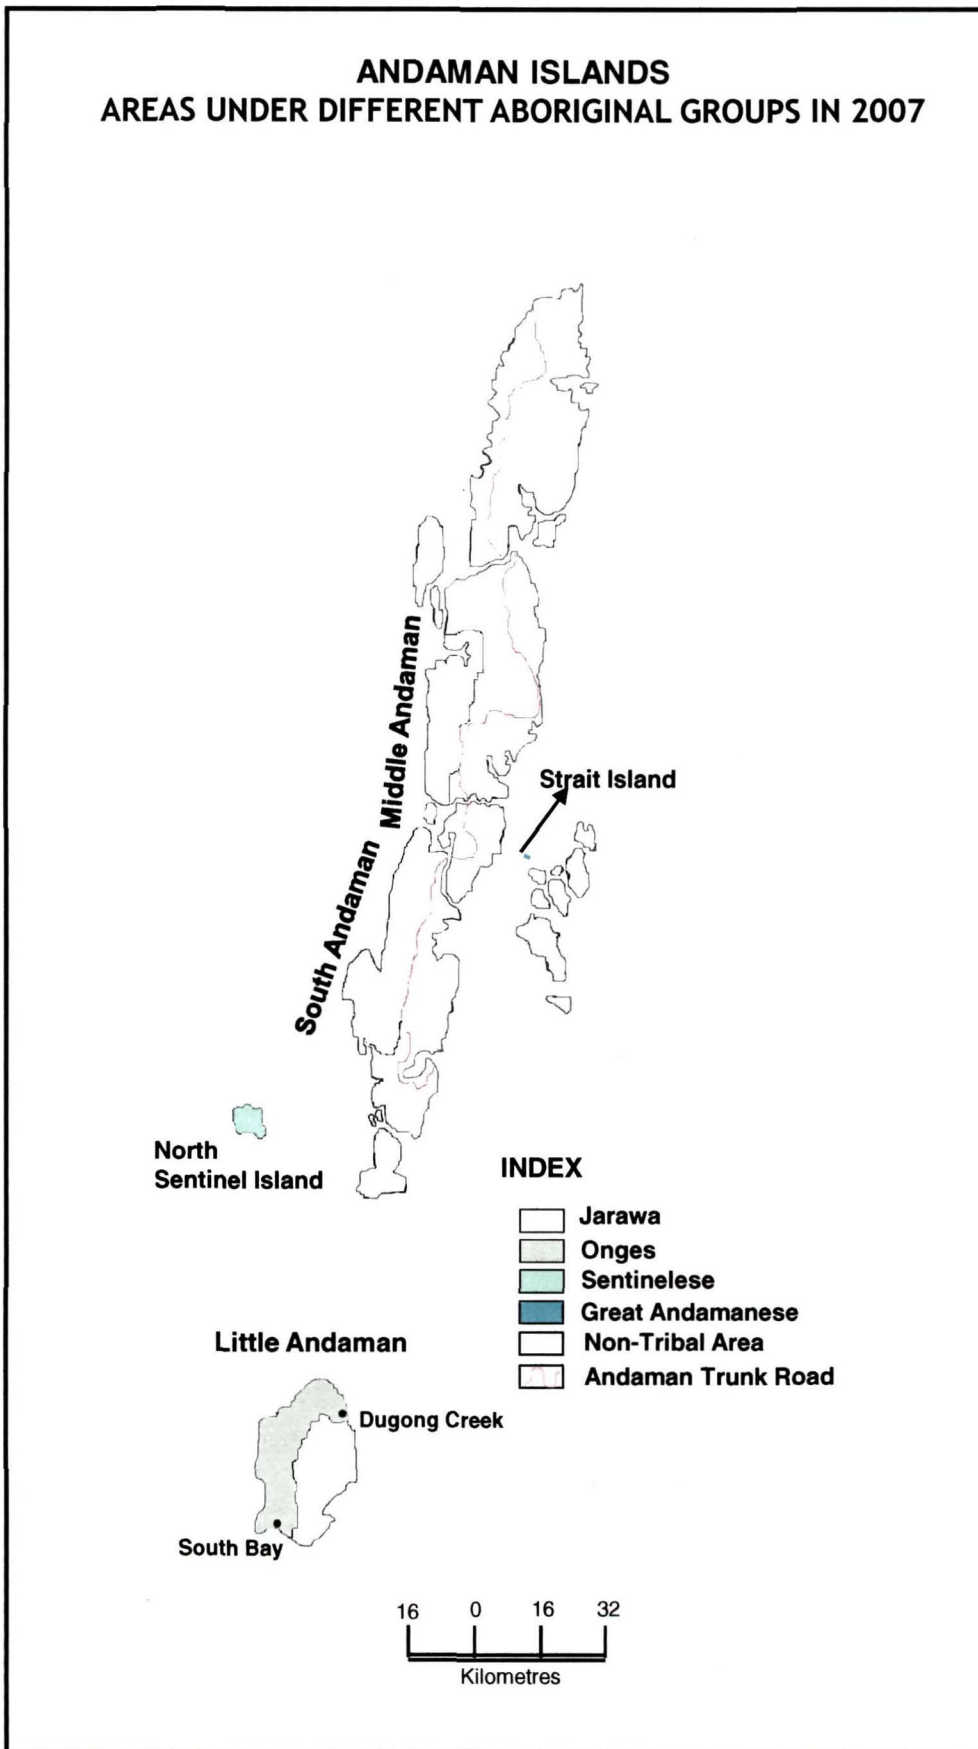 ANDAMAN ISLANDS
AREAS UNDER DIFFERENT ABORIGINAL GROUPS IN 2007
Middle Andaman
Strait Island
South Andaman
North
Sentinel Island
INDEX
Jarawa
Onges
Sentinelese
Great Andamanese
Non-Tribal Area
Andaman Trunk Road
Little Andaman
Dugong Creek
South Bay
16 0 16 32
Kilometres